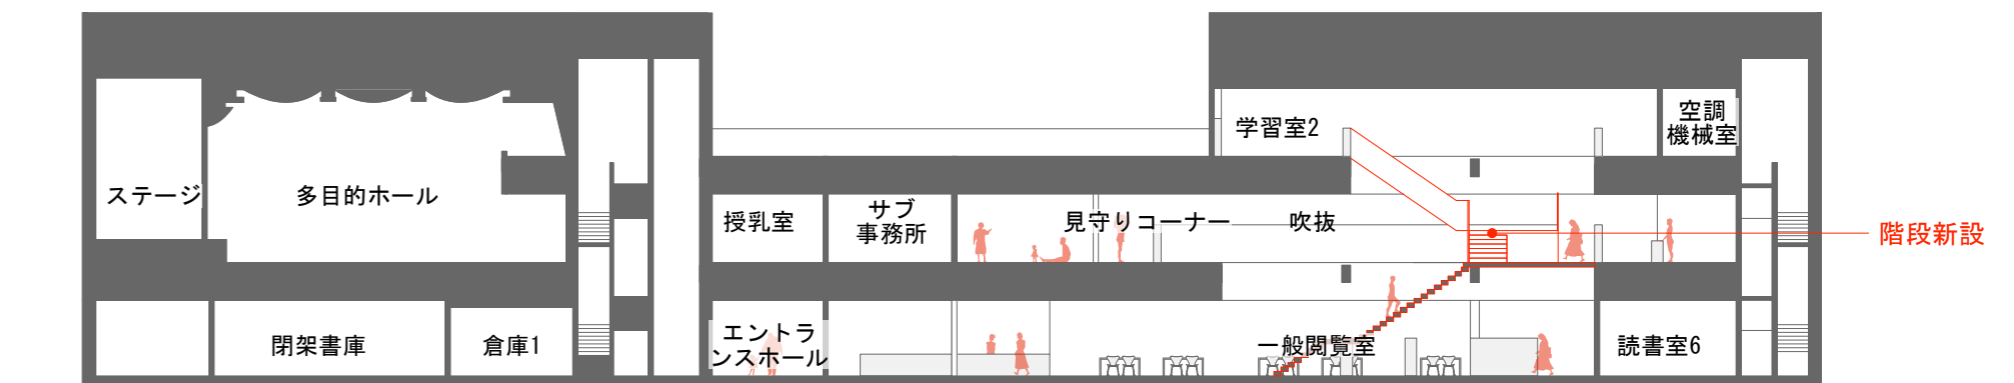 学習室2
空調
機械室
ステージ
多目的ホール
授乳室
サブ
事務所
見守りコーナー
吹抜
階段新設
閉架書庫
倉庫1
エントラ
ンスホール
一般閲覧室
読書室6